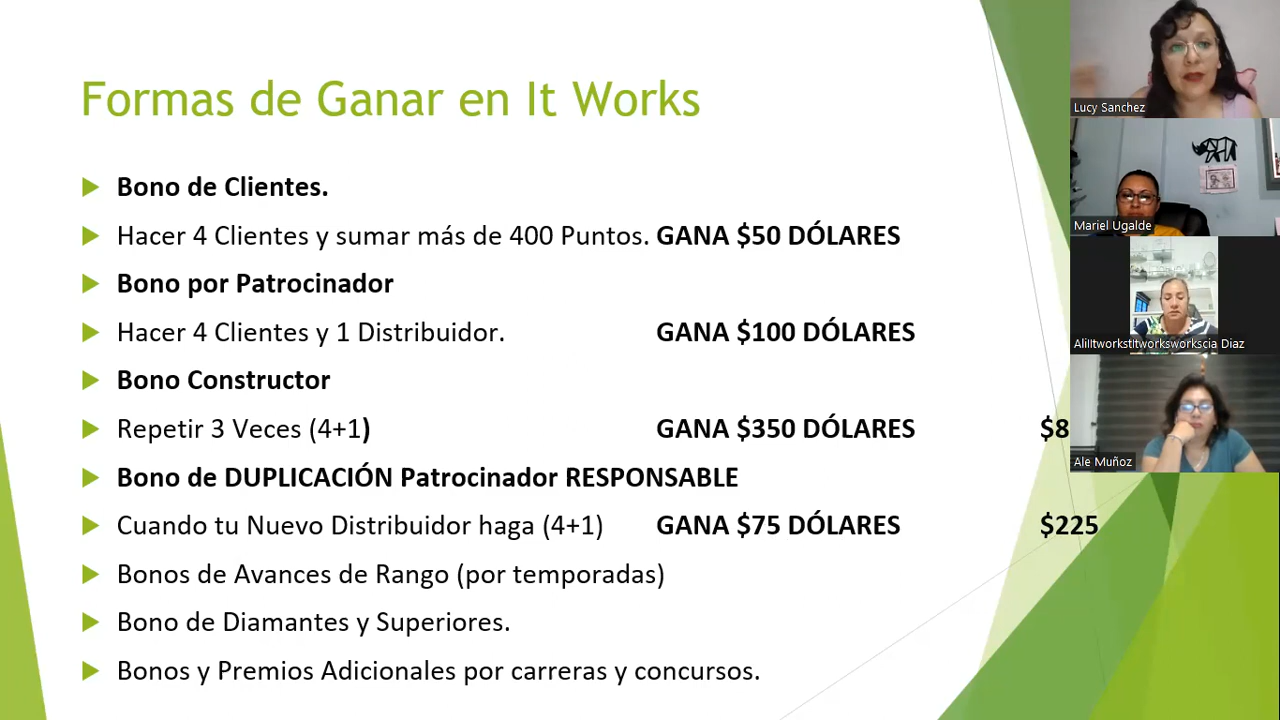 Formas de Ganar en It Works
Bono de Clientes.
Hacer 4 Clientes y sumar más de 400 Puntos. GANA $50 DÓLARES
Bono por Patrocinador
Hacer 4 Clientes y 1 Distribuidor. GANA $100 DÓLARES
Bono Constructor
Repetir 3 Veces (4+1) GANA $350 DÓLARES $8
Bono de DUPLICACIÓN Patrocinador RESPONSABLE
Cuando tu Nuevo Distribuidor haga (4+1) GANA $75 DÓLARES $225
Bonos de Avances de Rango (por temporadas)
Bono de Diamantes y Superiores.
Bonos y Premios Adicionales por carreras y concursos.
Lucy Sanchez
Mariel Ugalde
AliItworkstItworksworkscia Diaz
Ale Muñoz